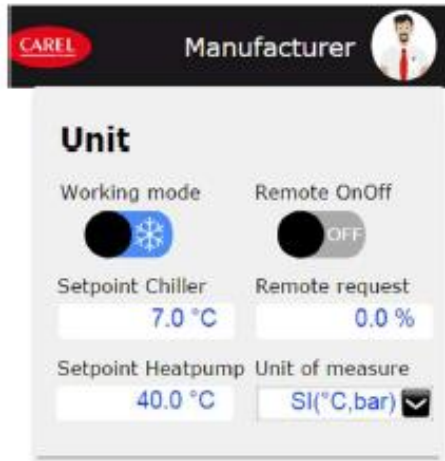 CAREL
Manufacturer
Unit
Working mode
Remote OnOff
OFF
Setpoint Chiller
Remote request
7.0 °C
0.0 %
Setpoint Heatpump
Unit of measure
40.0 °C
SI(°C,bar)